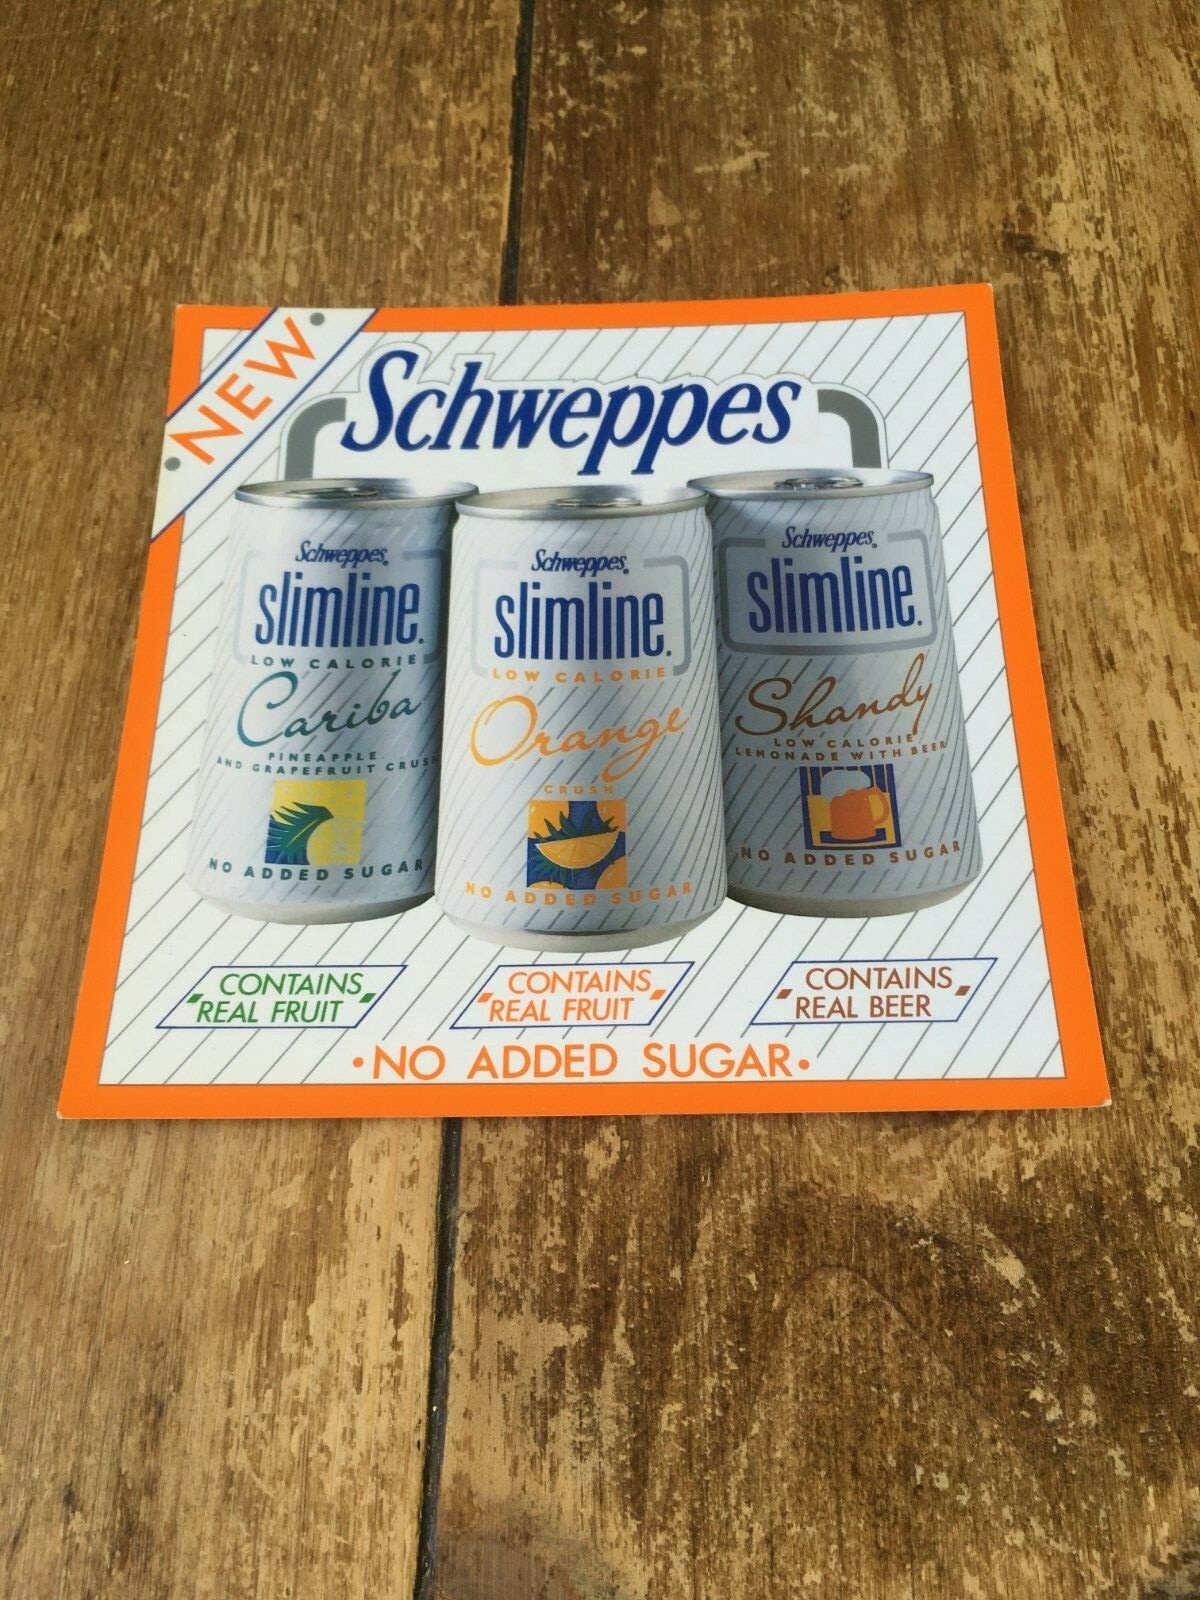 NEW
Schweppes
Schweppes
slimline.
LOW CALORIE
Cariba
PINEAPPLE
AND GRAPEFRUIT CRUSH
NO ADDED SUGAR
Schweppes
slimline.
LOW CALORIE
Orange
CRUSH
NO ADDED SUGAR
Schweppes
slimline.
Shandy
LOW CALORIE
LEMONADE WITH BEER
NO ADDED SUGAR
CONTAINS
REAL FRUIT
CONTAINS
REAL FRUIT
CONTAINS
REAL BEER
•NO ADDED SUGAR•